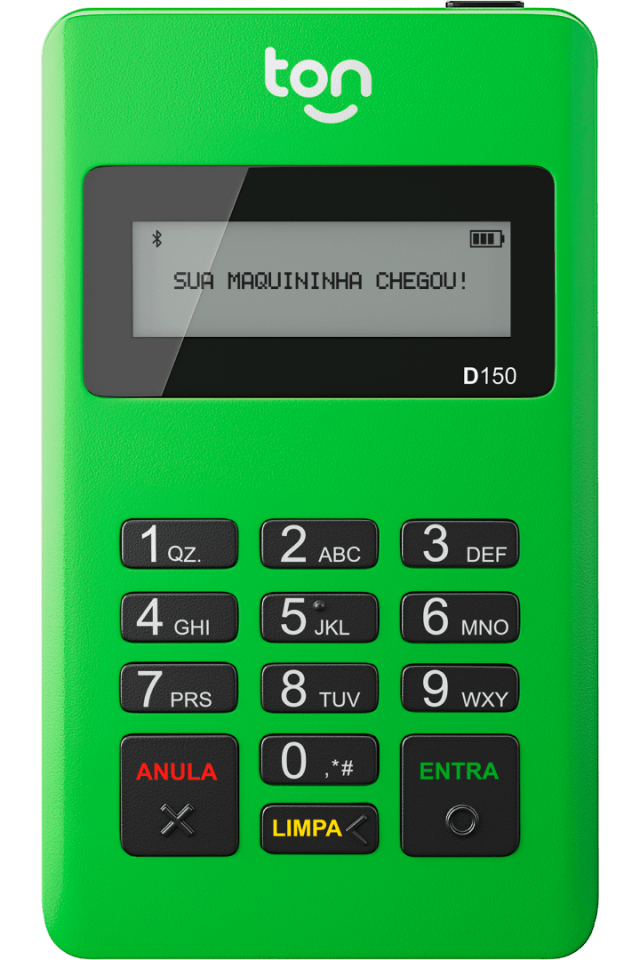 ton
SUA MAQUININHA CHEGOU!
D150
1 QZ. 2 ABC 3 DEF
4 GHI 5 JKL 6 MNO
7 PRS 8 TUV 9 WXY
ANULA 0 ,*# ENTRA
LIMPA